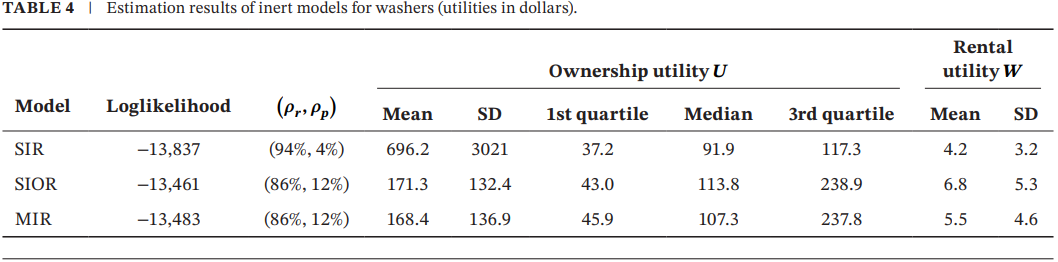 TABLE 4 | Estimation results of inert models for washers (utilities in dollars).
Rental
Ownership utility U utility W
Model Loglikelihood (ρr, ρp) Mean SD 1st quartile Median 3rd quartile Mean SD
SIR −13,837 (94%, 4%) 696.2 3021 37.2 91.9 117.3 4.2 3.2
SIOR −13,461 (86%, 12%) 171.3 132.4 43.0 113.8 238.9 6.8 5.3
MIR −13,483 (86%, 12%) 168.4 136.9 45.9 107.3 237.8 5.5 4.6